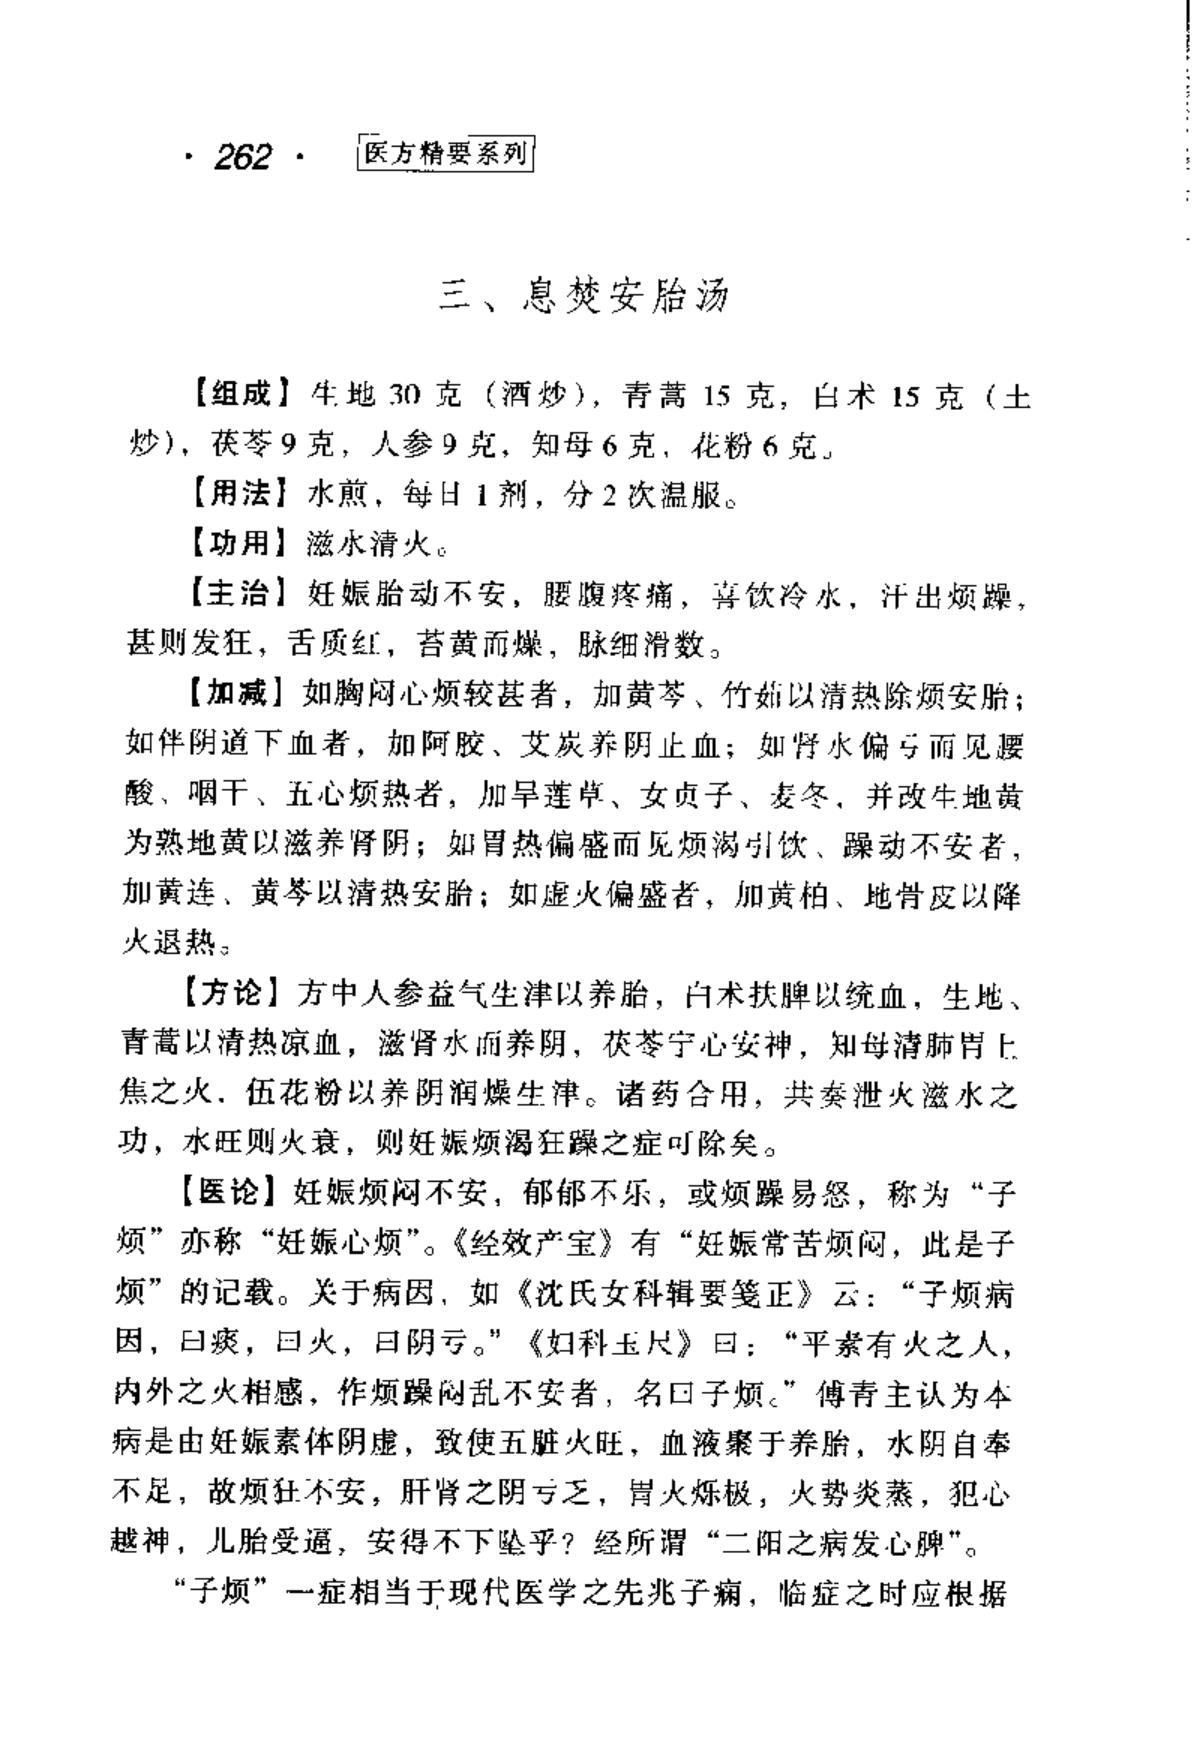 · 262 · 医方精要系列
三、息焚安胎汤
【组成】生地 30 克（酒炒），青蒿 15 克，白术 15 克（土
炒），茯苓 9 克，人参 9 克，知母 6 克，花粉 6 克。
【用法】水煎，每日 1 剂，分 2 次温服。
【功用】滋水清火。
【主治】妊娠胎动不安，腰腹疼痛，喜饮冷水，汗出烦躁，
甚则发狂，舌质红，苔黄而燥，脉细滑数。
【加减】如胸闷心烦较甚者，加黄芩、竹茹以清热除烦安胎；
如伴阴道下血者，加阿胶、艾炭养阴止血；如肾水偏亏而见腰
酸、咽干、五心烦热者，加旱莲草、女贞子、麦冬，并改生地黄
为熟地黄以滋养肾阴；如胃热偏盛而见烦渴引饮、躁动不安者，
加黄连、黄芩以清热安胎；如虚火偏盛者，加黄柏、地骨皮以降
火退热。
【方论】方中人参益气生津以养胎，白术扶脾以统血，生地、
青蒿以清热凉血，滋肾水而养阴，茯苓宁心安神，知母清肺胃上
焦之火，伍花粉以养阴润燥生津。诸药合用，共奏泄火滋水之
功，水旺则火衰，则妊娠烦渴狂躁之症可除矣。
【医论】妊娠烦闷不安，郁郁不乐，或烦躁易怒，称为“子
烦”亦称“妊娠心烦”。《经效产宝》有“妊娠常苦烦闷，此是子
烦”的记载。关于病因，如《沈氏女科辑要笺正》云：“子烦病
因，曰痰，曰火，曰阴亏。”《妇科玉尺》曰：“平素有火之人，
内外之火相感，作烦躁闷乱不安者，名曰子烦。”傅青主认为本
病是由妊娠素体阴虚，致使五脏火旺，血液聚于养胎，水阴自奉
不足，故烦狂不安，肝肾之阴亏乏，胃火烁极，火势炎蒸，犯心
越神，儿胎受逼，安得不下坠乎？经所谓“二阳之病发心脾”。
“子烦”一症相当于现代医学之先兆子痫，临症之时应根据